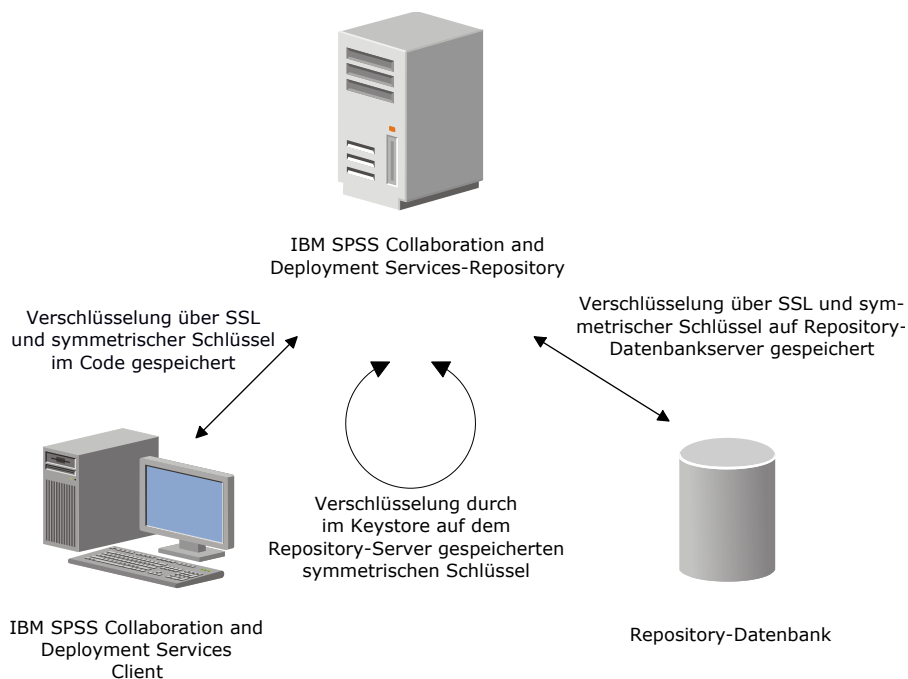 IBM SPSS Collaboration and
Deployment Services-Repository
Verschlüsselung über SSL
und symmetrischer Schlüssel
im Code gespeichert
Verschlüsselung über SSL und sym-
metrischer Schlüssel auf Repository-
Datenbankserver gespeichert
Verschlüsselung durch
im Keystore auf dem
Repository-Server gespeicherten
symmetrischen Schlüssel
IBM SPSS Collaboration and
Deployment Services
Client
Repository-Datenbank